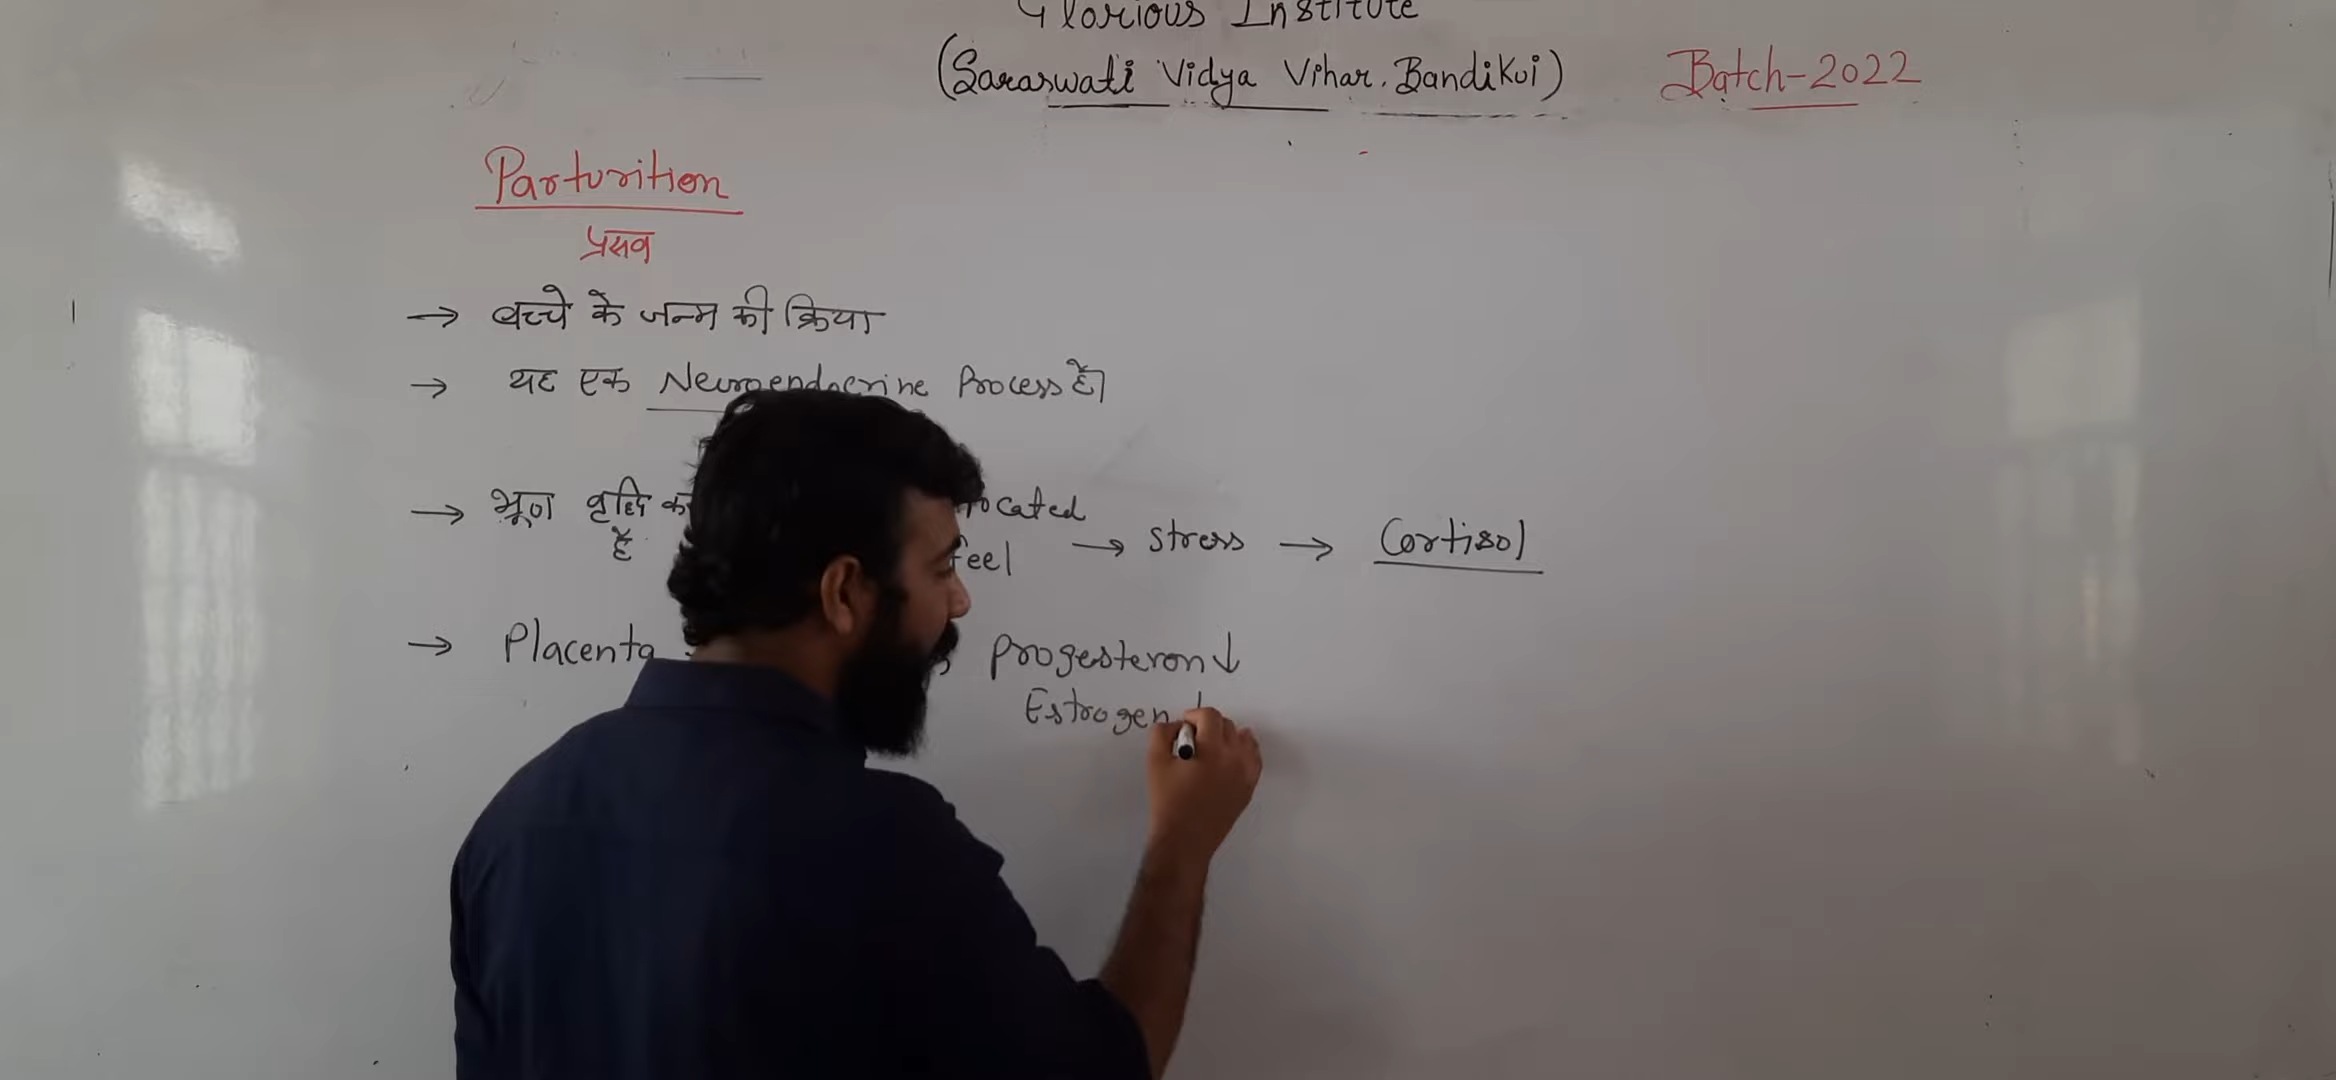 Glorious Institute
(Saraswati Vidya Vihar, Bandikui) Batch-2022
Parturition
प्रसव
→ बच्चे के जन्म की क्रिया
→ यह एक Neuroendocrine Process है।
→ भ्रूण वृद्धि
है feel → stress → Cortisol
→ Placenta Progesteron↓
Estrogen